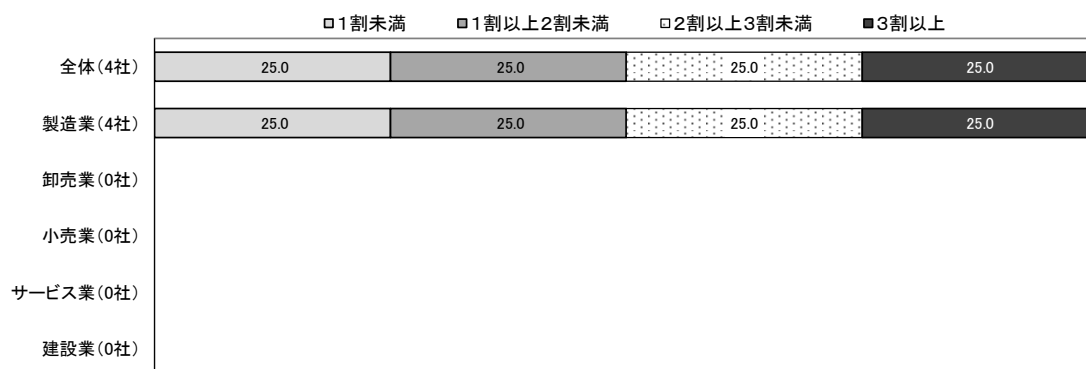 □1割未満 ■1割以上2割未満 □2割以上3割未満 ■3割以上
全体(4社) 25.0 25.0 25.0 25.0
製造業(4社) 25.0 25.0 25.0 25.0
卸売業(0社)
小売業(0社)
サービス業(0社)
建設業(0社)